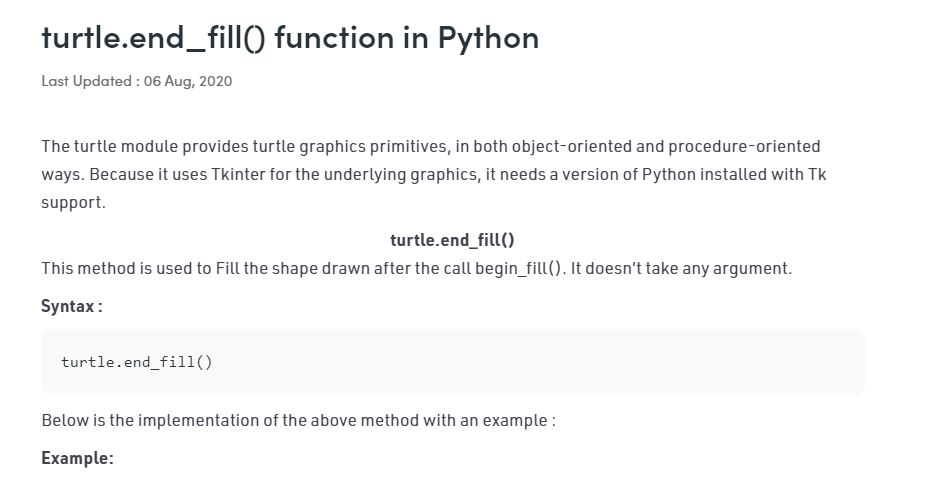 turtle.end_fill() function in Python
Last Updated : 06 Aug, 2020
The turtle module provides turtle graphics primitives, in both object-oriented and procedure-oriented
ways. Because it uses Tkinter for the underlying graphics, it needs a version of Python installed with Tk
support.
turtle.end_fill()
This method is used to Fill the shape drawn after the call begin_fill(). It doesn’t take any argument.
Syntax :
turtle.end_fill()
Below is the implementation of the above method with an example :
Example: